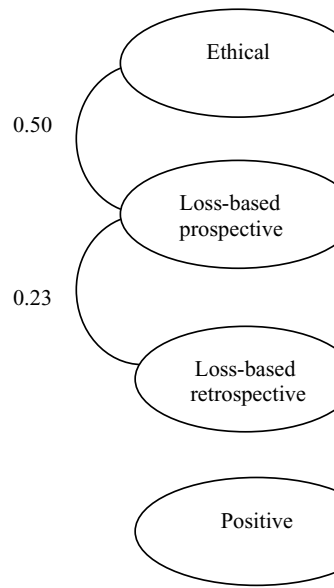 Ethical
0.50
Loss-based
prospective
0.23
Loss-based
retrospective
Positive